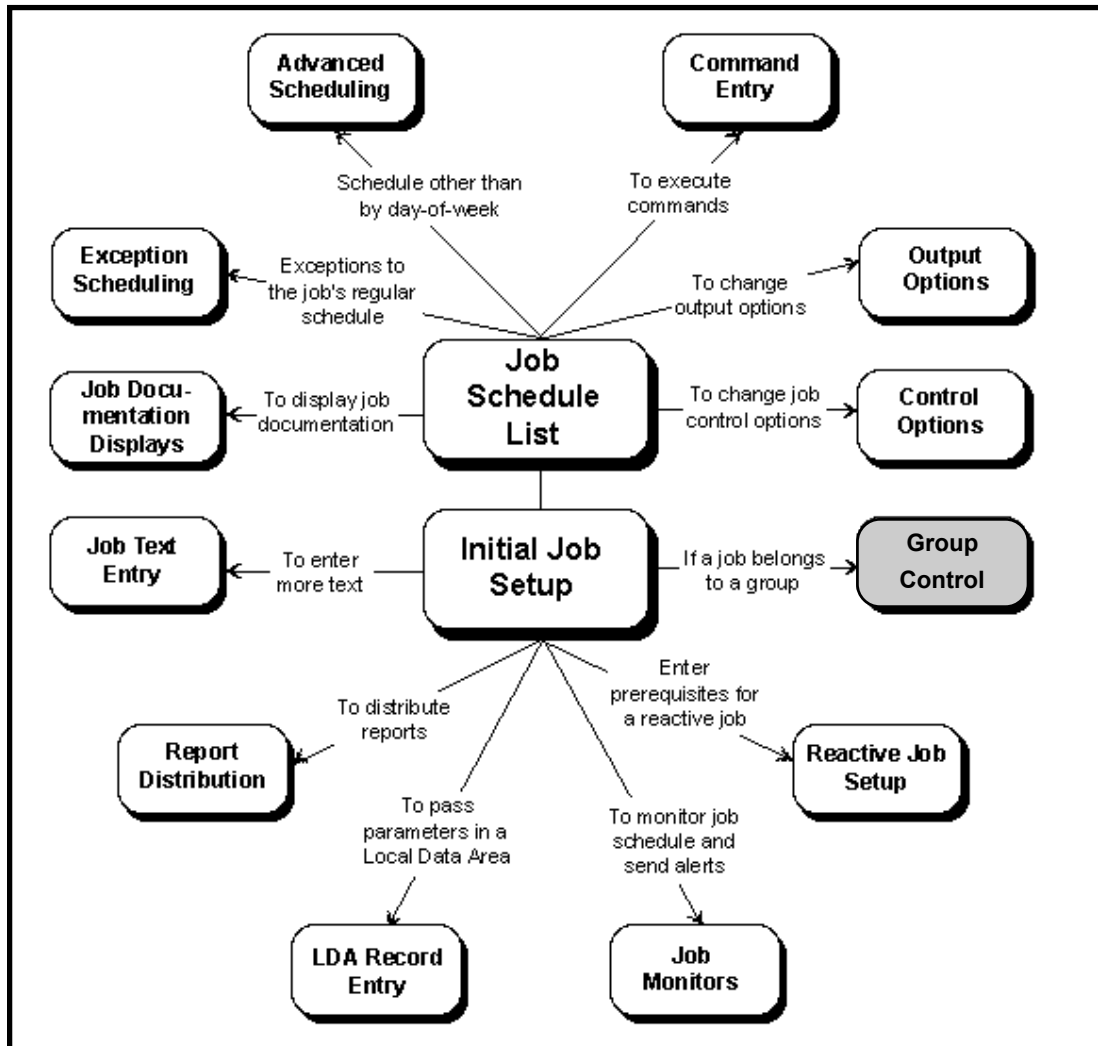 Advanced
Scheduling
Command
Entry
Schedule other than
by day-of-week
To execute
commands
Exception
Scheduling
Exceptions to
the job's regular
schedule
To change
output options
Output
Options
Job Docu-
mentation
Displays
To display job
documentation
Job
Schedule
List
To change job
control options
Control
Options
Job Text
Entry
To enter
more text
Initial Job
Setup
If a job belongs
to a group
Group
Control
To distribute
reports
Enter
prerequisites for
a reactive job
Report
Distribution
Reactive Job
Setup
To pass
parameters in a
Local Data Area
To monitor job
schedule and
send alerts
LDA Record
Entry
Job
Monitors